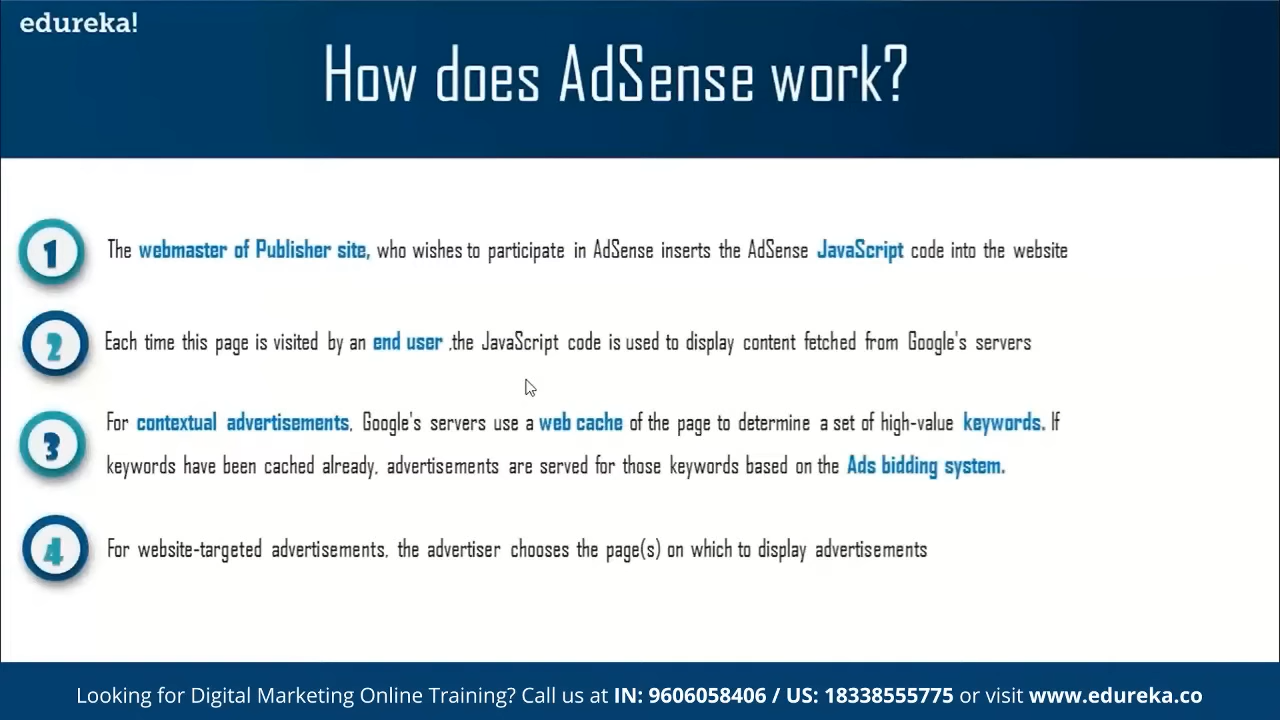 edureka!
How does AdSense work?
1 The webmaster of Publisher site, who wishes to participate in AdSense inserts the AdSense JavaScript code into the website
2 Each time this page is visited by an end user ,the JavaScript code is used to display content fetched from Google's servers
3 For contextual advertisements, Google's servers use a web cache of the page to determine a set of high-value keywords. If
keywords have been cached already, advertisements are served for those keywords based on the Ads bidding system.
4 For website-targeted advertisements, the advertiser chooses the page(s) on which to display advertisements
Looking for Digital Marketing Online Training? Call us at IN: 9606058406 / US: 18338555775 or visit www.edureka.co